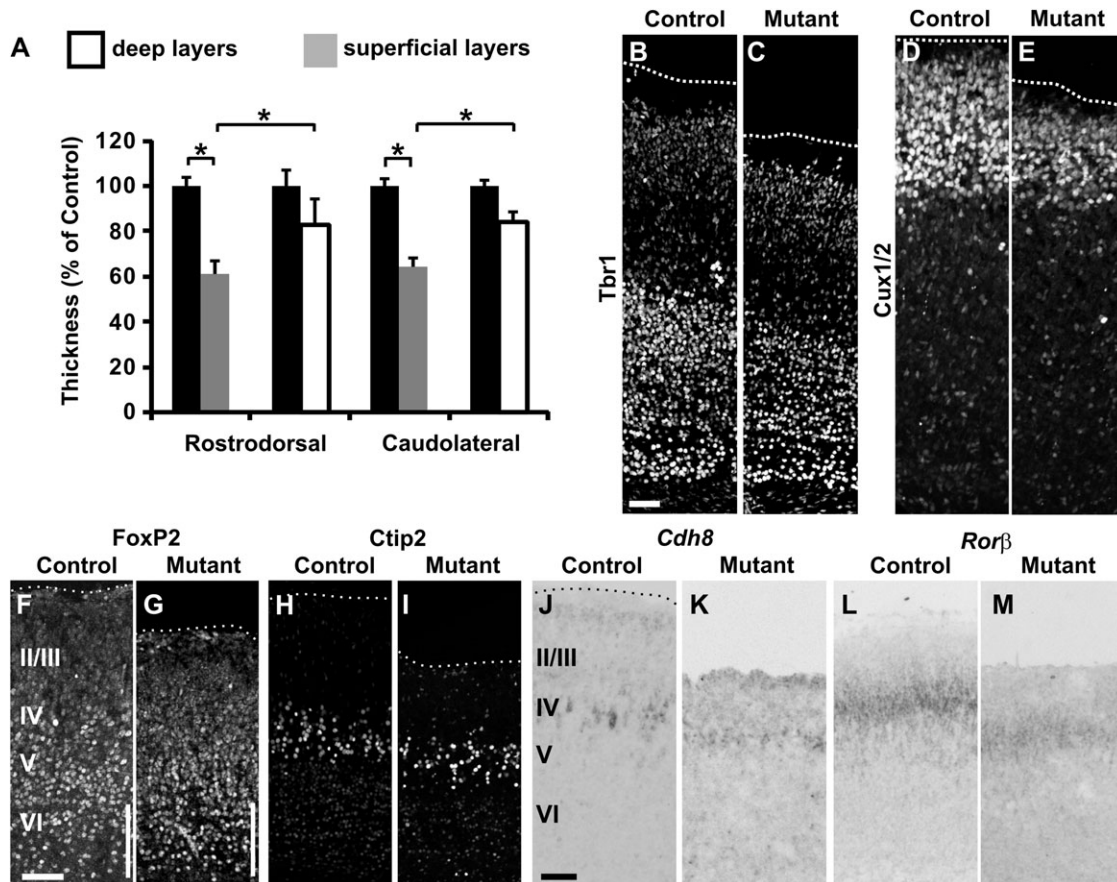 A
deep layers
superficial layers
Thickness (% of Control)
120
100
80
60
40
20
0
*
*
*
*
Rostrodorsal
Caudolateral
Control Mutant
Tbr1
B
C
Control Mutant
Cux1/2
D
E
FoxP2
Control Mutant
F
G
II/III
IV
V
VI
Ctip2
Control Mutant
H
I
Cdh8
Control Mutant
J
K
II/III
IV
V
VI
Rorβ
Control Mutant
L
M